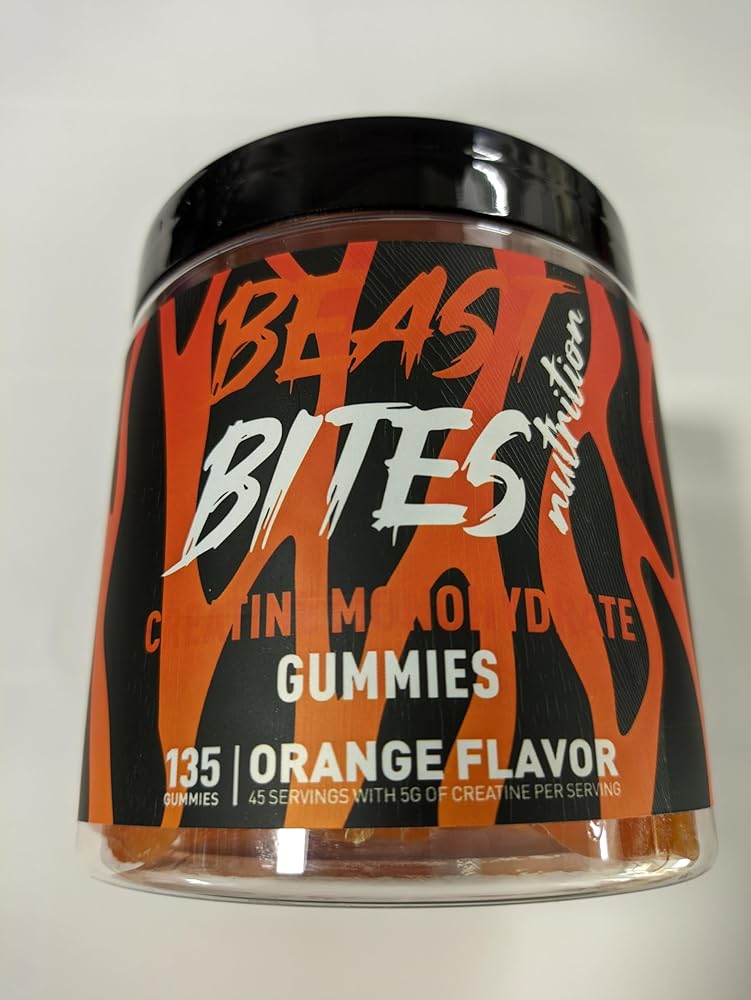 BEAST
BITES
nutrition
CREATINE MONOHYDRATE
GUMMIES
135
GUMMIES
ORANGE FLAVOR
45 SERVINGS WITH 5G OF CREATINE PER SERVING